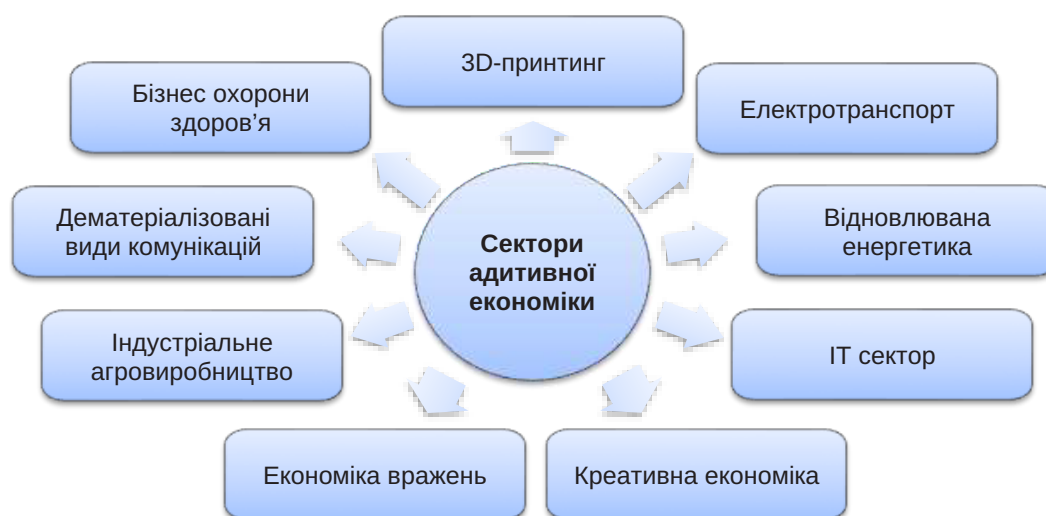 3D-принтинг
Бізнес охорони
здоров’я
Електротранспорт
Дематеріалізовані
види комунікацій
Сектори
адитивної
економіки
Відновлювана
енергетика
Індустріальне
агровиробництво
ІТ сектор
Економіка вражень
Креативна економіка